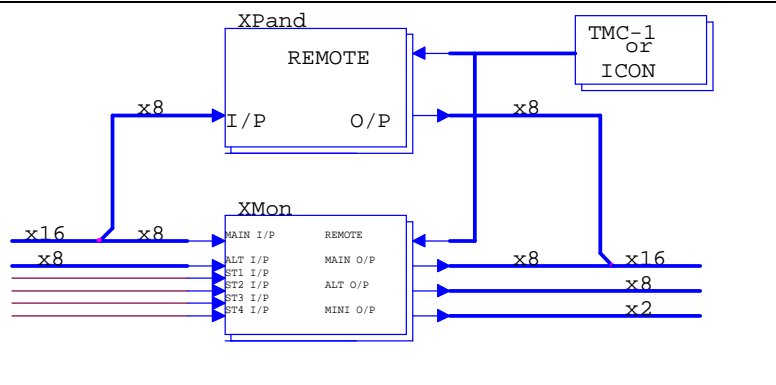 XPand
REMOTE
TMC-1
or
ICON
x8
I/P
O/P
x8
XMon
x16
x8
MAIN I/P
REMOTE
x8
ALT I/P
MAIN O/P
x8
x16
ST1 I/P
ST2 I/P
ALT O/P
x8
ST3 I/P
ST4 I/P
MINI O/P
x2